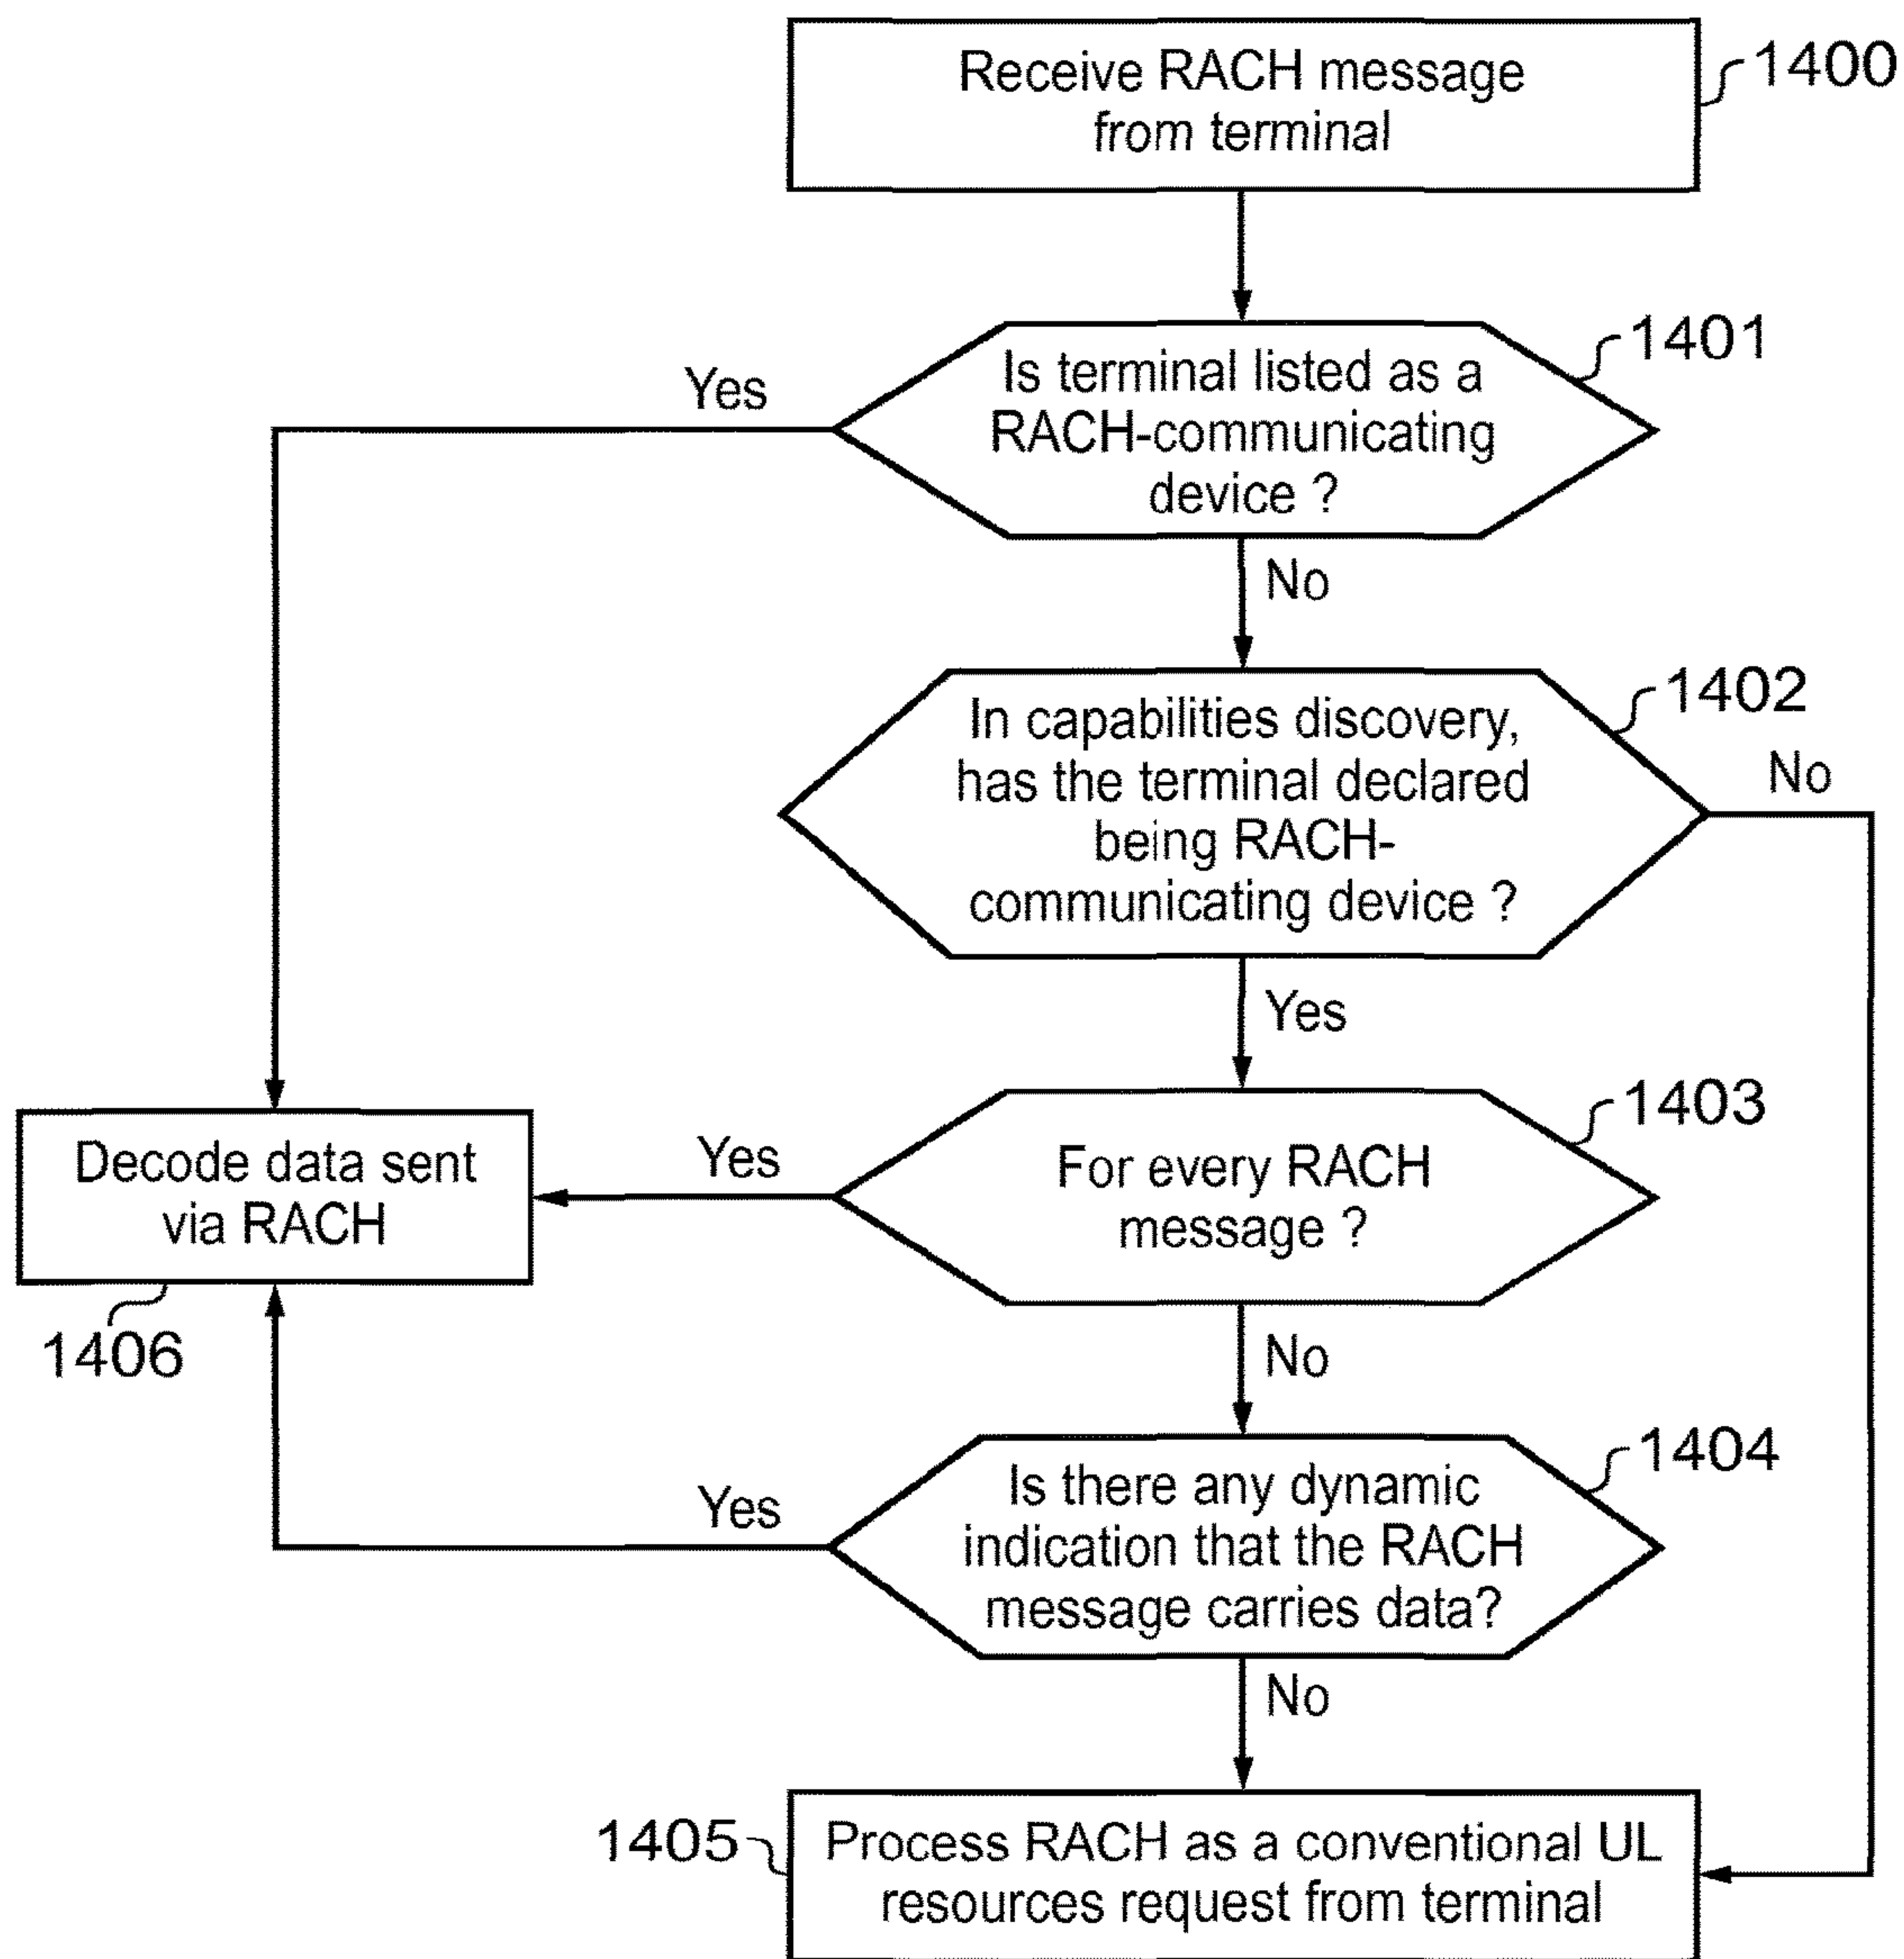 Receive RACH message
from terminal
1400
Is terminal listed as a
RACH-communicating
device ?
1401
Yes
No
In capabilities discovery,
has the terminal declared
being RACH-
communicating device ?
1402
No
Yes
For every RACH
message ?
1403
Yes
Decode data sent
via RACH
1406
No
Is there any dynamic
indication that the RACH
message carries data?
1404
Yes
No
1405
Process RACH as a conventional UL
resources request from terminal